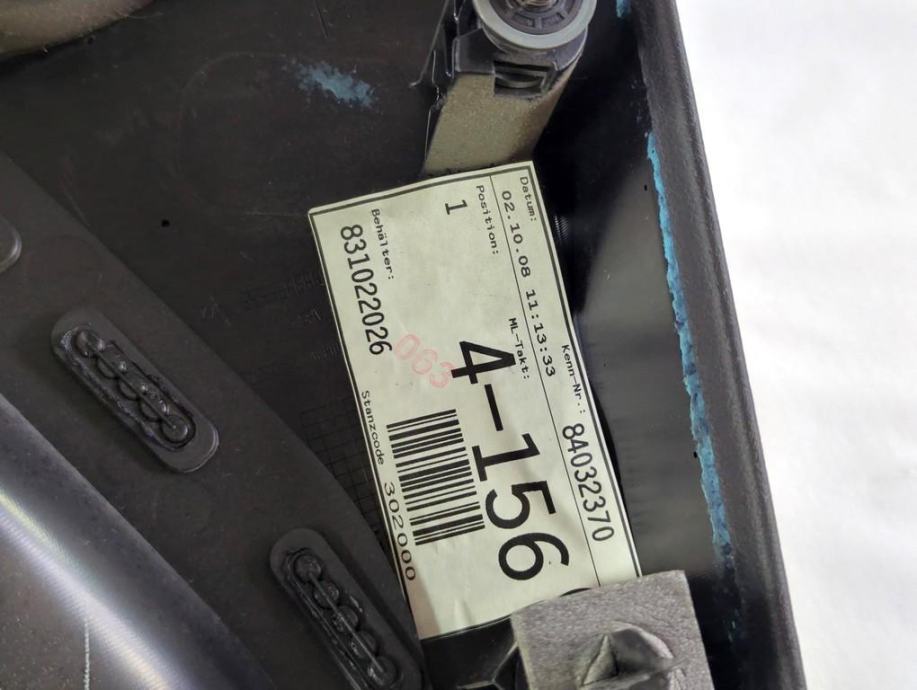 Datum: Kenn-Nr.: 84032370
02.10.08 11:13:33
Position: ML-Takt:
1 4-156
063
Behälter: Stanzcode 302000
831022026